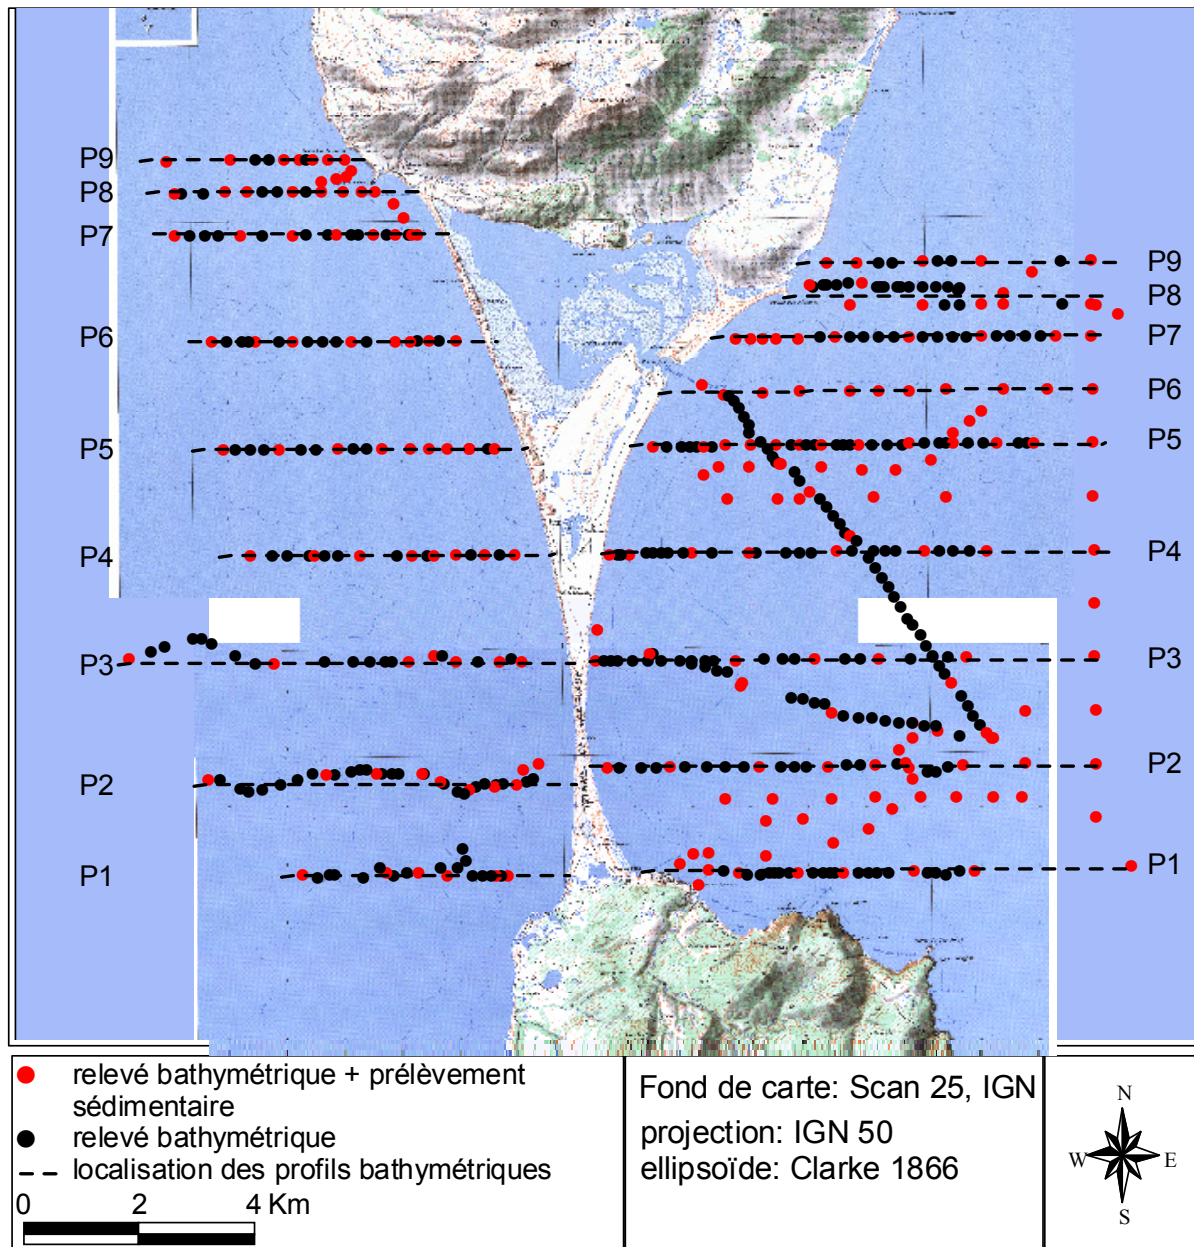 P9
P8
P7
P6
P5
P4
P3
P2
P1
P9
P8
P7
P6
P5
P4
P3
P2
P1
relevé bathymétrique + prélèvement
sédimentaire
relevé bathymétrique
localisation des profils bathymétriques
0 2 4 Km
Fond de carte: Scan 25, IGN
projection: IGN 50
ellipsoïde: Clarke 1866
N
W E
S